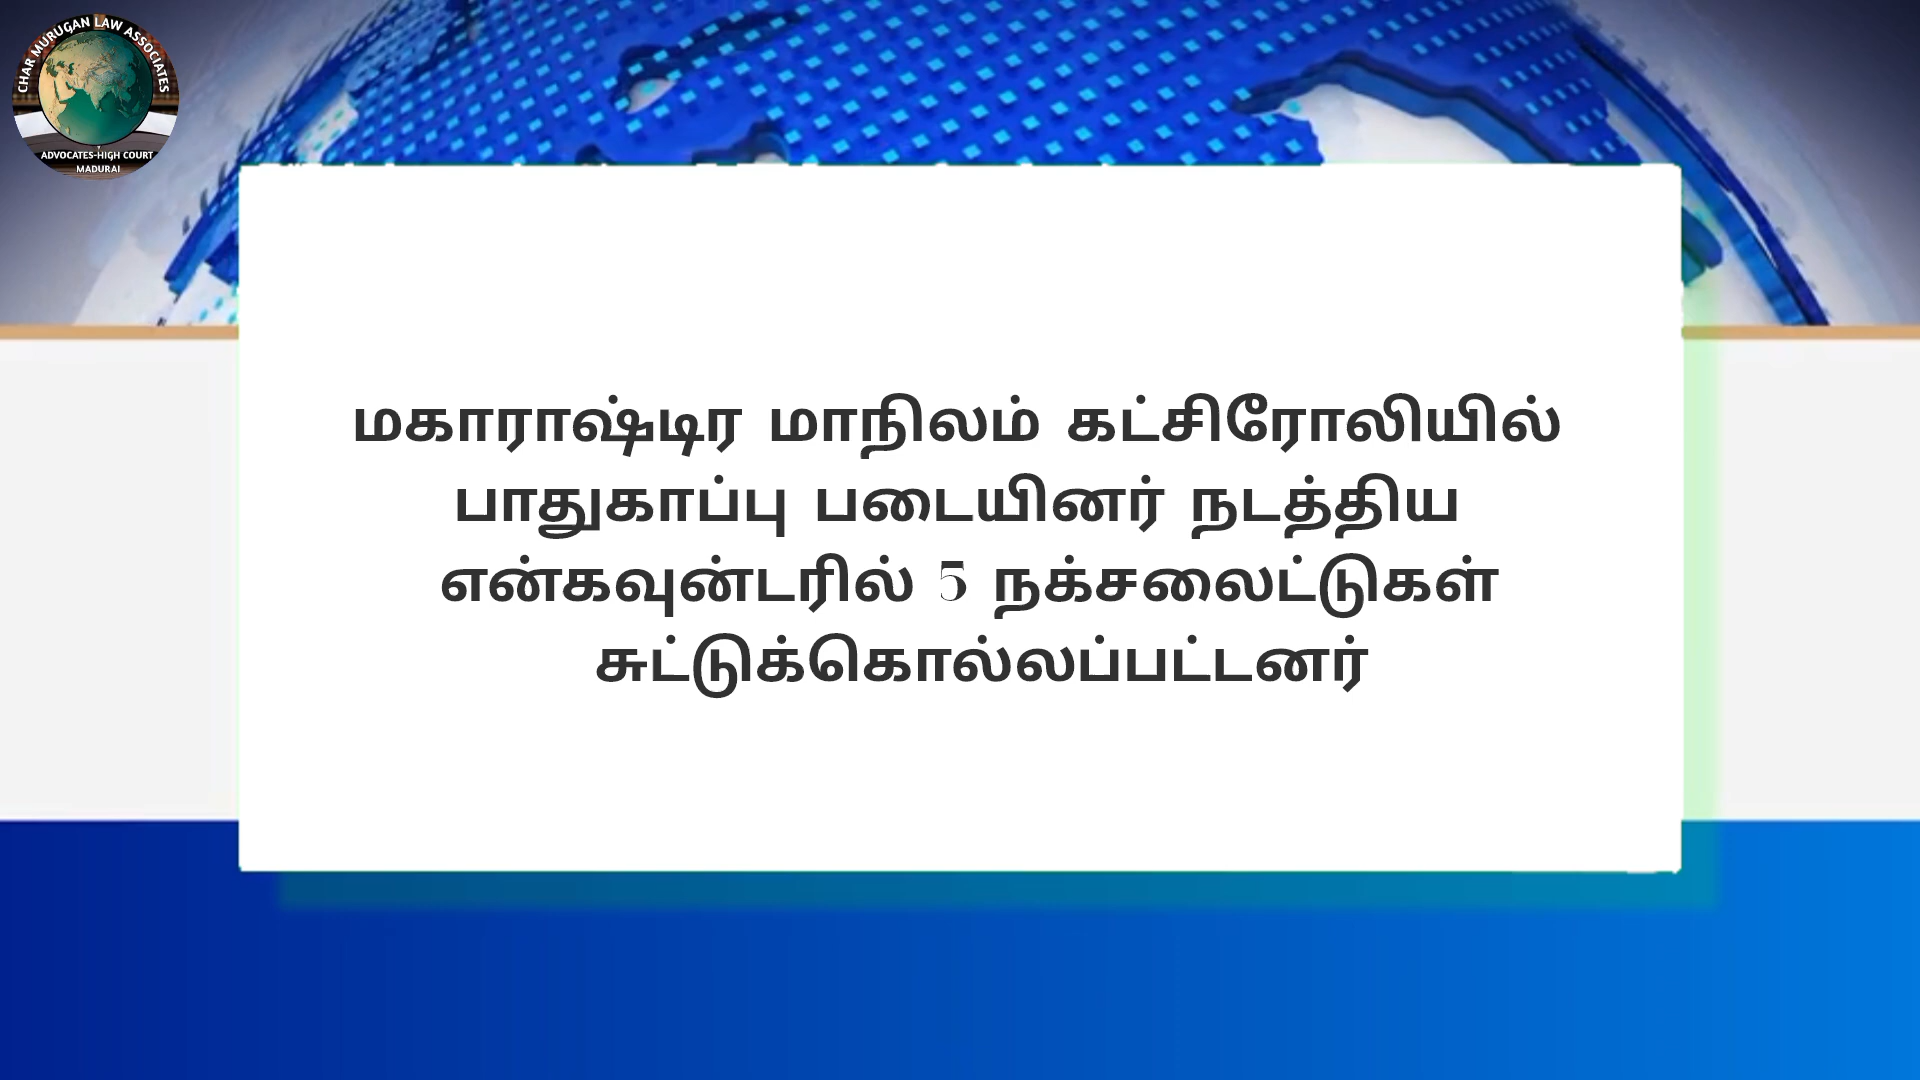 CHAR MURUGAN LAW ASSOCIATES
ADVOCATES-HIGH COURT
MADURAI
மகாராஷ்டிர மாநிலம் கட்சிரோலியில்
பாதுகாப்பு படையினர் நடத்திய
என்கவுன்டரில் 5 நக்சலைட்டுகள்
சுட்டுக்கொல்லப்பட்டனர்